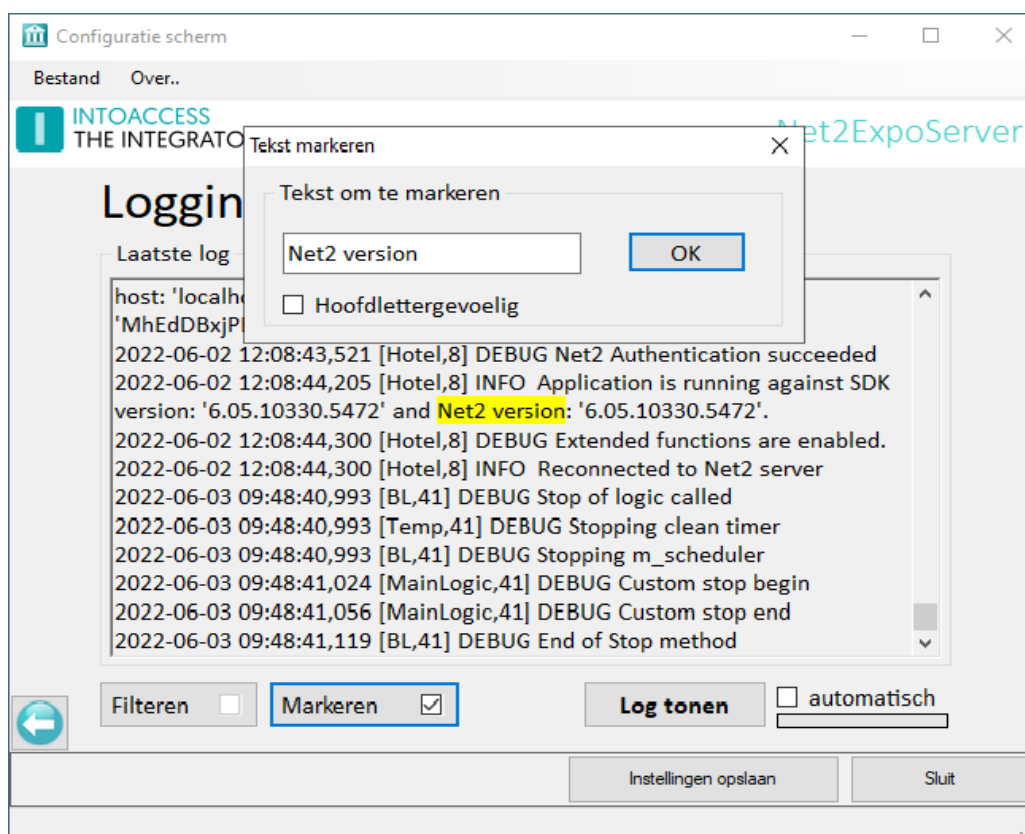 Configuratie scherm
Bestand Over..
INTOACCESS
THE INTEGRATO
Net2ExpoServer
Tekst markeren
Tekst om te markeren
Net2 version
OK
Hoofdlettergevoelig
Loggin
Laatste log
host: 'localh
'MhEdDBxjP
2022-06-02 12:08:43,521 [Hotel,8] DEBUG Net2 Authentication succeeded
2022-06-02 12:08:44,205 [Hotel,8] INFO Application is running against SDK
version: '6.05.10330.5472' and Net2 version: '6.05.10330.5472'.
2022-06-02 12:08:44,300 [Hotel,8] DEBUG Extended functions are enabled.
2022-06-02 12:08:44,300 [Hotel,8] INFO Reconnected to Net2 server
2022-06-03 09:48:40,993 [BL,41] DEBUG Stop of logic called
2022-06-03 09:48:40,993 [Temp,41] DEBUG Stopping clean timer
2022-06-03 09:48:40,993 [BL,41] DEBUG Stopping m_scheduler
2022-06-03 09:48:41,024 [MainLogic,41] DEBUG Custom stop begin
2022-06-03 09:48:41,056 [MainLogic,41] DEBUG Custom stop end
2022-06-03 09:48:41,119 [BL,41] DEBUG End of Stop method
Filteren Markeren Log tonen automatisch
Instellingen opslaan Sluit